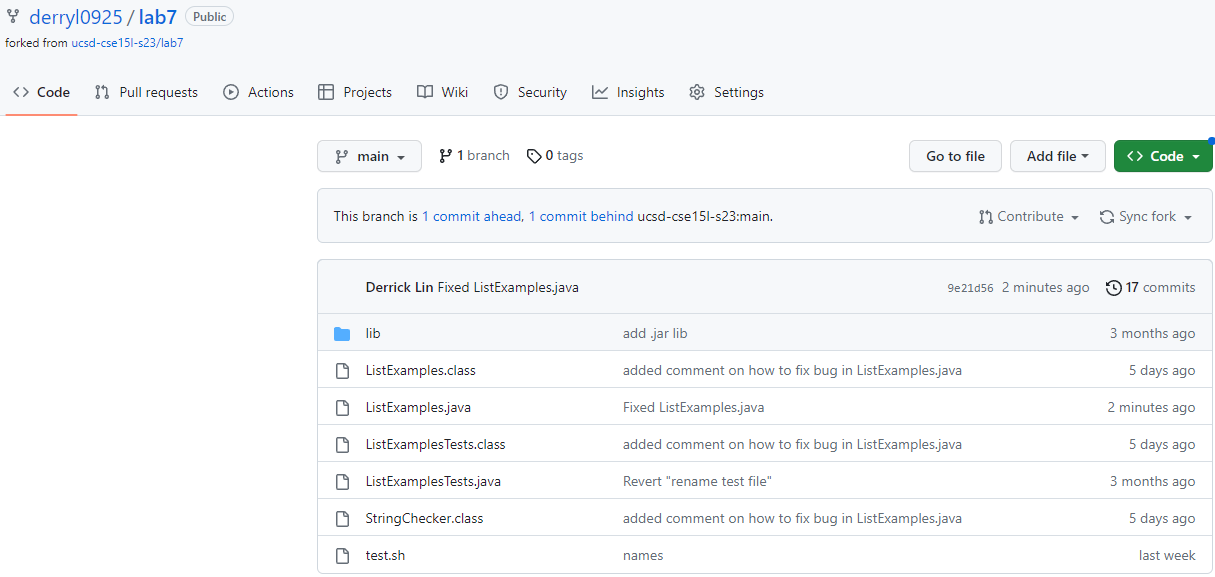 derryl0925 / lab7 Public
forked from ucsd-cse15l-s23/lab7
Code Pull requests Actions Projects Wiki Security Insights Settings
main 1 branch 0 tags Go to file Add file Code
This branch is 1 commit ahead, 1 commit behind ucsd-cse15l-s23:main. Contribute Sync fork
Derrick Lin Fixed ListExamples.java 9e21d56 2 minutes ago 17 commits
lib add .jar lib 3 months ago
ListExamples.class added comment on how to fix bug in ListExamples.java 5 days ago
ListExamples.java Fixed ListExamples.java 2 minutes ago
ListExamplesTests.class added comment on how to fix bug in ListExamples.java 5 days ago
ListExamplesTests.java Revert "rename test file" 3 months ago
StringChecker.class added comment on how to fix bug in ListExamples.java 5 days ago
test.sh names last week